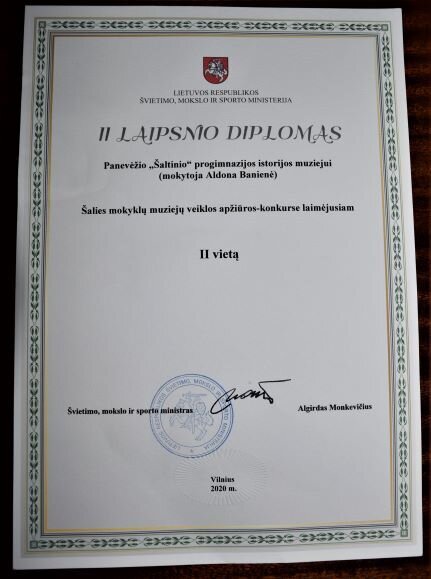 LIETUVOS RESPUBLIKOS
ŠVIETIMO, MOKSLO IR SPORTO MINISTERIJA
II LAIPSNIO DIPLOMAS
Panevėžio „Šaltinio“ progimnazijos istorijos muziejui
(mokytoja Aldona Banienė)
Šalies mokyklų muziejų veiklos apžiūros-konkurse laimėjusiam
II vietą
Švietimo, mokslo ir sporto ministras
Algirdas Monkevičius
Vilnius
2020 m.